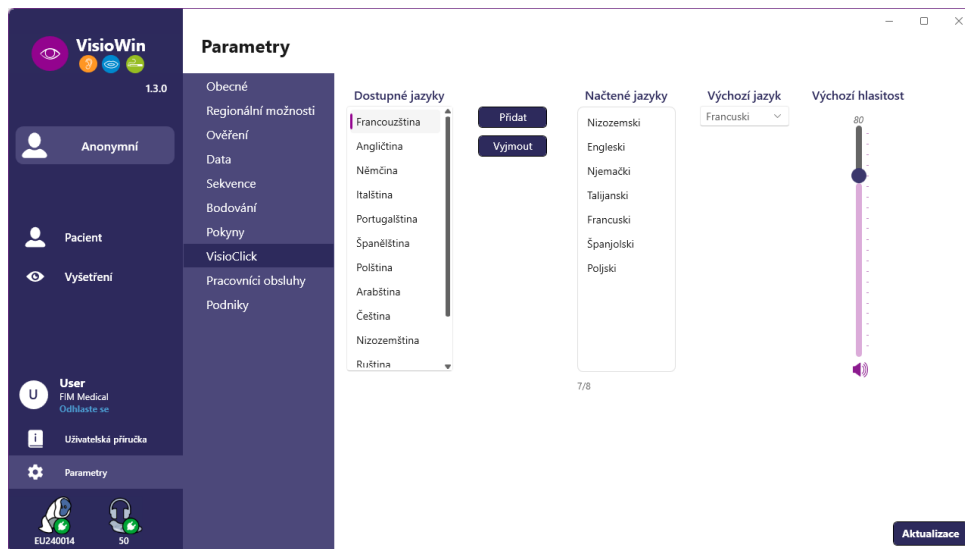 VisioWin
1.3.0
Anonymní
Pacient
Vyšetření
U
User
FIM Medical
Odhlaste se
i
Uživatelská příručka
Parametry
EU240014
50
Parametry
Obecné
Regionální možnosti
Ověření
Data
Sekvence
Bodování
Pokyny
VisioClick
Pracovníci obsluhy
Podniky
Dostupné jazyky
Francouzština
Angličtina
Němčina
Italština
Portugalština
Španělština
Polština
Arabština
Čeština
Nizozemština
Ruština
Přidat
Vyjmout
Načtené jazyky
Nizozemski
Engleski
Njemački
Talijanski
Francuski
Španjolski
Poljski
7/8
Výchozí jazyk
Francuski
Výchozí hlasitost
80
Aktualizace